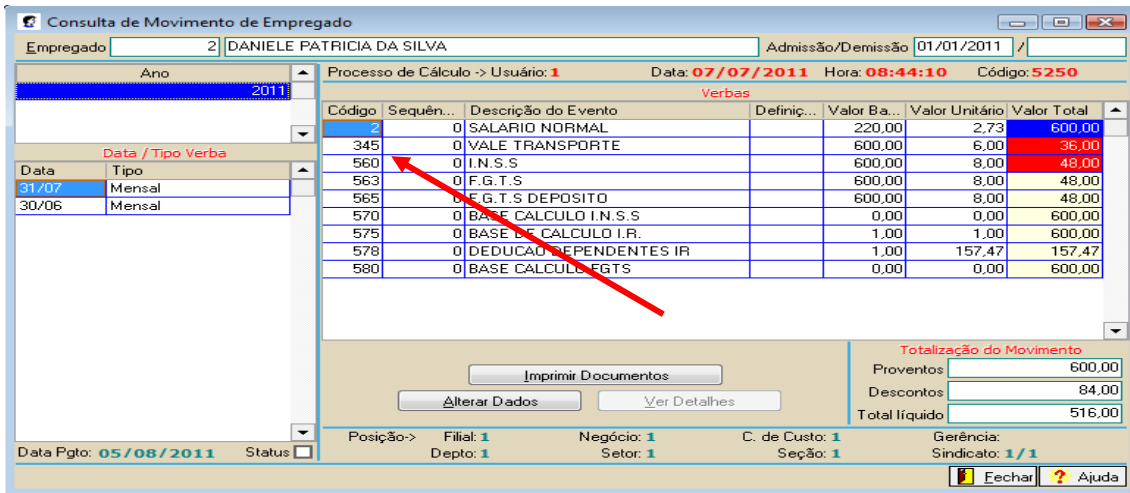 Consulta de Movimento de Empregado
Empregado 2 DANIELE PATRICIA DA SILVA Admissão/Demissão 01/01/2011 /
Ano
2011
Data / Tipo Verba
Data Tipo
31/07 Mensal
30/06 Mensal
Data Pgto: 05/08/2011 Status
Processo de Cálculo -> Usuário: 1 Data: 07/07/2011 Hora: 08:44:10 Código: 5250
Verbas
Código Sequên... Descrição do Evento Definiç... Valor Ba... Valor Unitário Valor Total
2 0 SALARIO NORMAL 220,00 2,73 600,00
345 0 VALE TRANSPORTE 600,00 6,00 36,00
560 0 I.N.S.S 600,00 8,00 48,00
563 0 F.G.T.S 600,00 8,00 48,00
565 0 F.G.T.S DEPOSITO 600,00 8,00 48,00
570 0 BASE CALCULO I.N.S.S 0,00 0,00 600,00
575 0 BASE DE CALCULO I.R. 1,00 1,00 600,00
578 0 DEDUCAO DEPENDENTES IR 1,00 157,47 157,47
580 0 BASE CALCULO FGTS 0,00 0,00 600,00
Imprimir Documentos
Alterar Dados Ver Detalhes
Totalização do Movimento
Proventos 600,00
Descontos 84,00
Total líquido 516,00
Posição-> Filial: 1 Negócio: 1 C. de Custo: 1 Gerência:
Depto: 1 Setor: 1 Seção: 1 Sindicato: 1/1
Fechar ? Ajuda